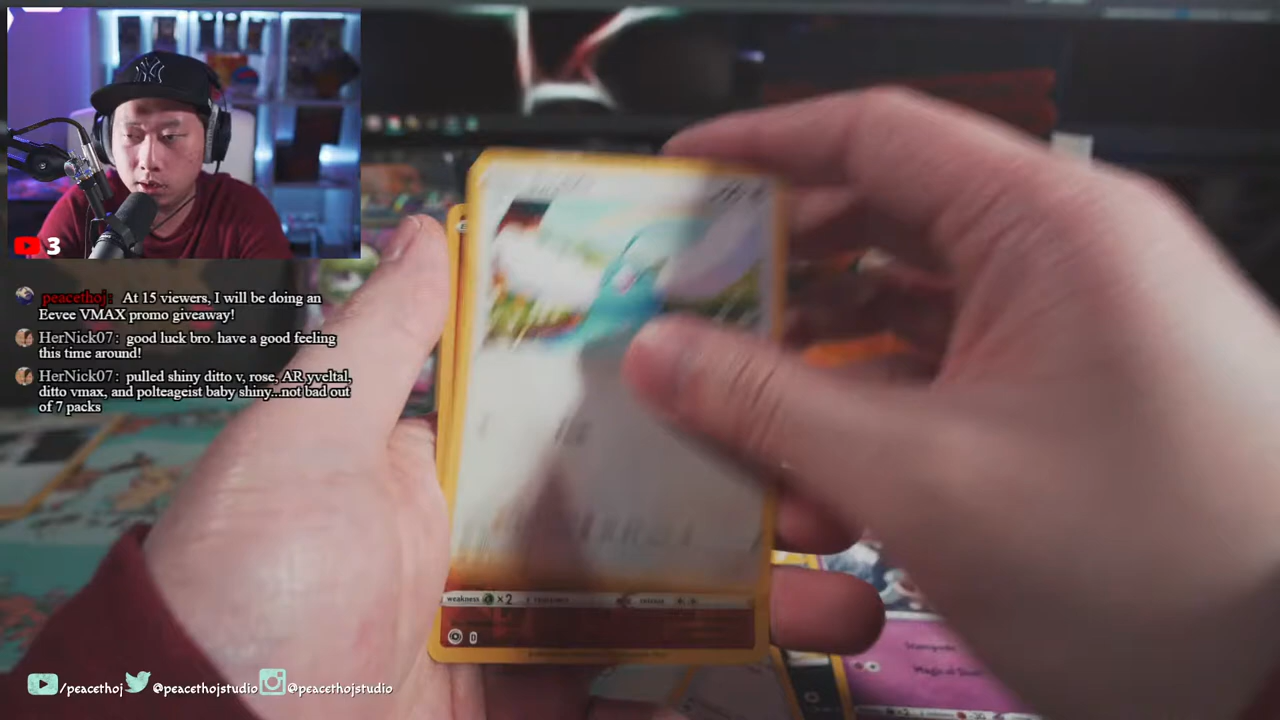 3
peacethoj: At 15 viewers, I will be doing an
Eevee VMAX promo giveaway!
HerNick07: good luck bro. have a good feeling
this time around!
HerNick07: pulled shiny ditto v, rose, AR yveltal,
ditto vmax, and polteageist baby shiny...not bad out
of 7 packs
weakness ×2
D
Stampede
Magical
/peacethoj @peacethojstudio @peacethojstudio